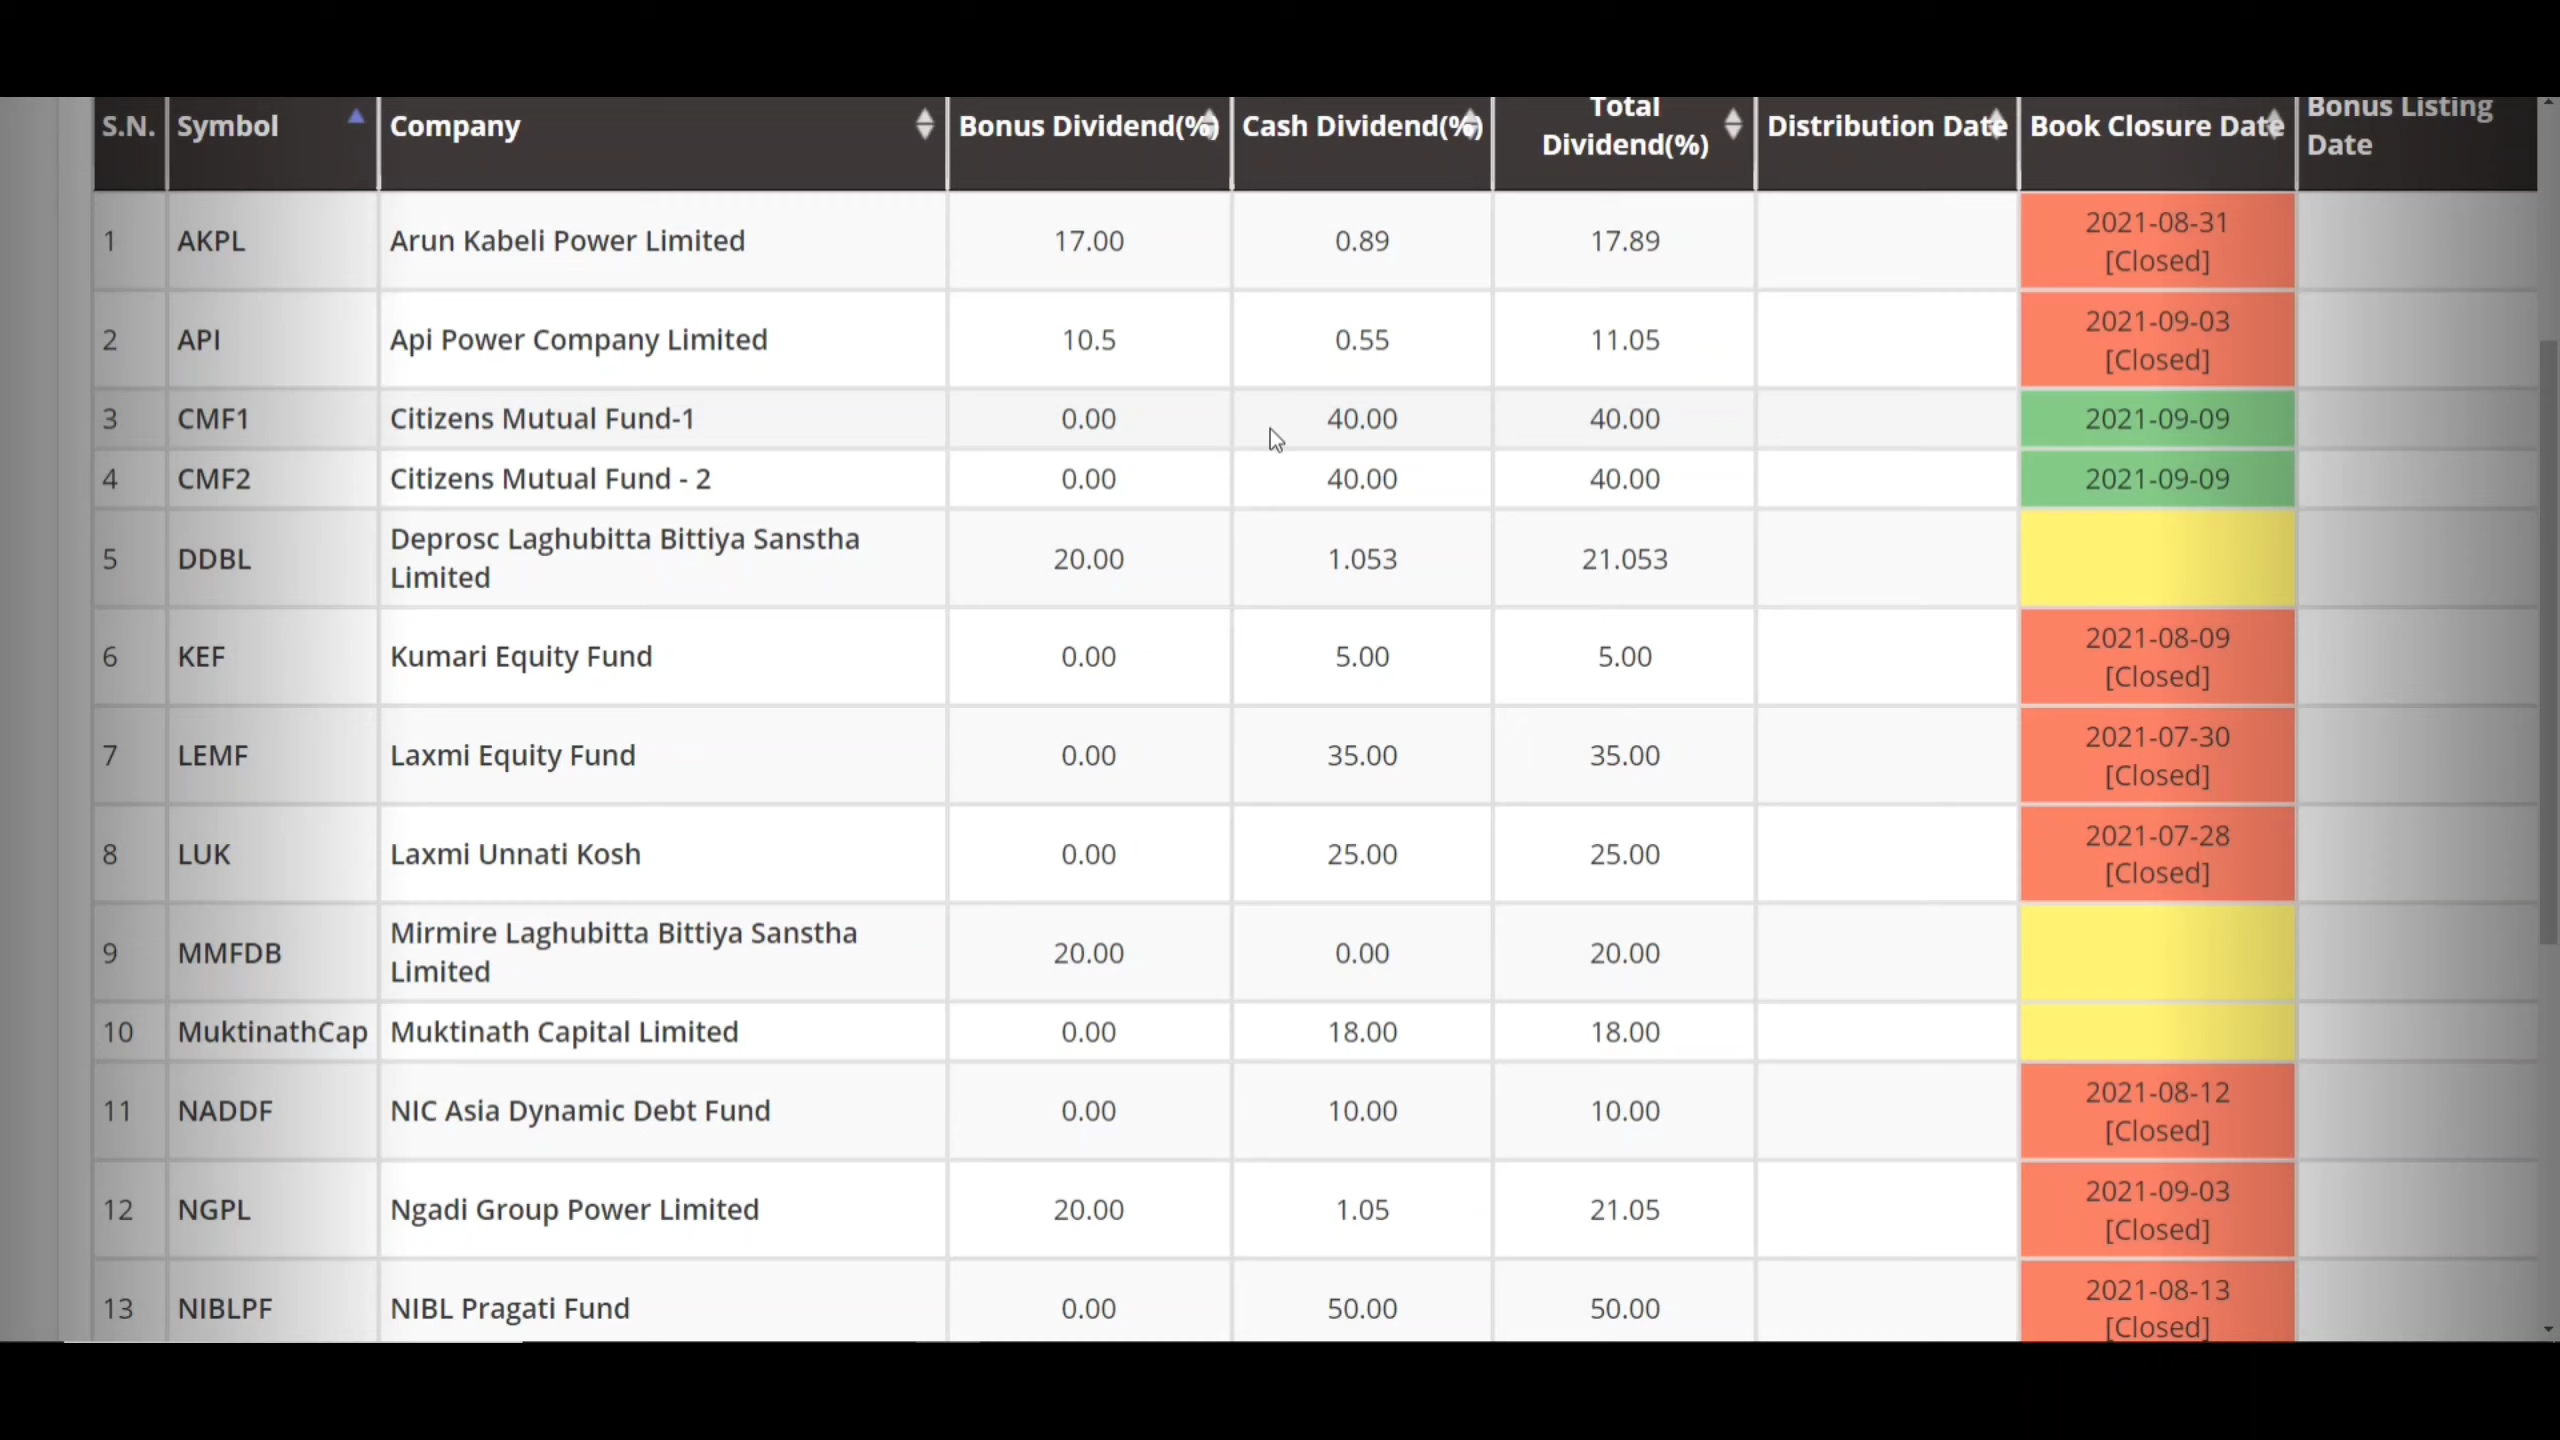 S.N. Symbol Company Bonus Dividend(%) Cash Dividend(%) Total Dividend(%) Distribution Date Book Closure Date Bonus Listing Date
1 AKPL Arun Kabeli Power Limited 17.00 0.89 17.89 2021-08-31 [Closed]
2 API Api Power Company Limited 10.5 0.55 11.05 2021-09-03 [Closed]
3 CMF1 Citizens Mutual Fund-1 0.00 40.00 40.00 2021-09-09
4 CMF2 Citizens Mutual Fund - 2 0.00 40.00 40.00 2021-09-09
5 DDBL Deprosc Laghubitta Bittiya Sanstha Limited 20.00 1.053 21.053
6 KEF Kumari Equity Fund 0.00 5.00 5.00 2021-08-09 [Closed]
7 LEMF Laxmi Equity Fund 0.00 35.00 35.00 2021-07-30 [Closed]
8 LUK Laxmi Unnati Kosh 0.00 25.00 25.00 2021-07-28 [Closed]
9 MMFDB Mirmire Laghubitta Bittiya Sanstha Limited 20.00 0.00 20.00
10 MuktinathCap Muktinath Capital Limited 0.00 18.00 18.00
11 NADDF NIC Asia Dynamic Debt Fund 0.00 10.00 10.00 2021-08-12 [Closed]
12 NGPL Ngadi Group Power Limited 20.00 1.05 21.05 2021-09-03 [Closed]
13 NIBLPF NIBL Pragati Fund 0.00 50.00 50.00 2021-08-13 [Closed]